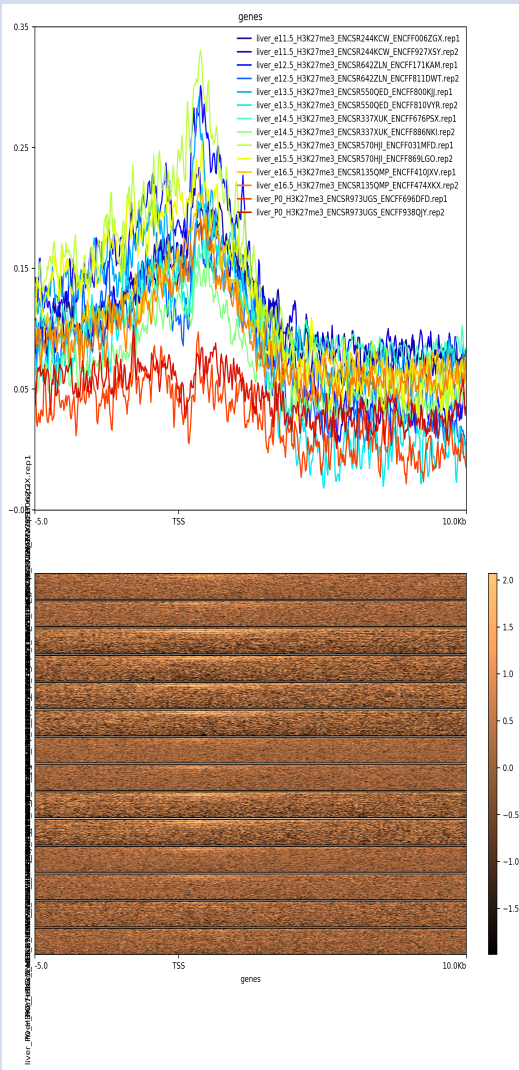 genes
0.35
liver_e11.5_H3K27me3_ENCSR244KCW_ENCFF006ZGX.rep1
liver_e11.5_H3K27me3_ENCSR244KCW_ENCFF927XSY.rep2
liver_e12.5_H3K27me3_ENCSR642ZLN_ENCFF171KAM.rep1
liver_e12.5_H3K27me3_ENCSR642ZLN_ENCFF811DWT.rep2
liver_e13.5_H3K27me3_ENCSR550QED_ENCFF800KJJ.rep1
liver_e13.5_H3K27me3_ENCSR550QED_ENCFF810VYR.rep2
liver_e14.5_H3K27me3_ENCSR337XUK_ENCFF676PSX.rep1
liver_e14.5_H3K27me3_ENCSR337XUK_ENCFF886NKI.rep2
liver_e15.5_H3K27me3_ENCSR570HJI_ENCFF031MFD.rep1
liver_e15.5_H3K27me3_ENCSR570HJI_ENCFF869LGO.rep2
liver_e16.5_H3K27me3_ENCSR135QMP_ENCFF410JXV.rep1
liver_e16.5_H3K27me3_ENCSR135QMP_ENCFF474XKX.rep2
liver_P0_H3K27me3_ENCSR973UGS_ENCFF696DFD.rep1
liver_P0_H3K27me3_ENCSR973UGS_ENCFF938QJY.rep2
0.25
0.15
0.05
-5.0 TSS 10.0Kb
2.0
1.5
1.0
0.5
0.0
−0.5
−1.0
−1.5
-5.0 TSS 10.0Kb
genes